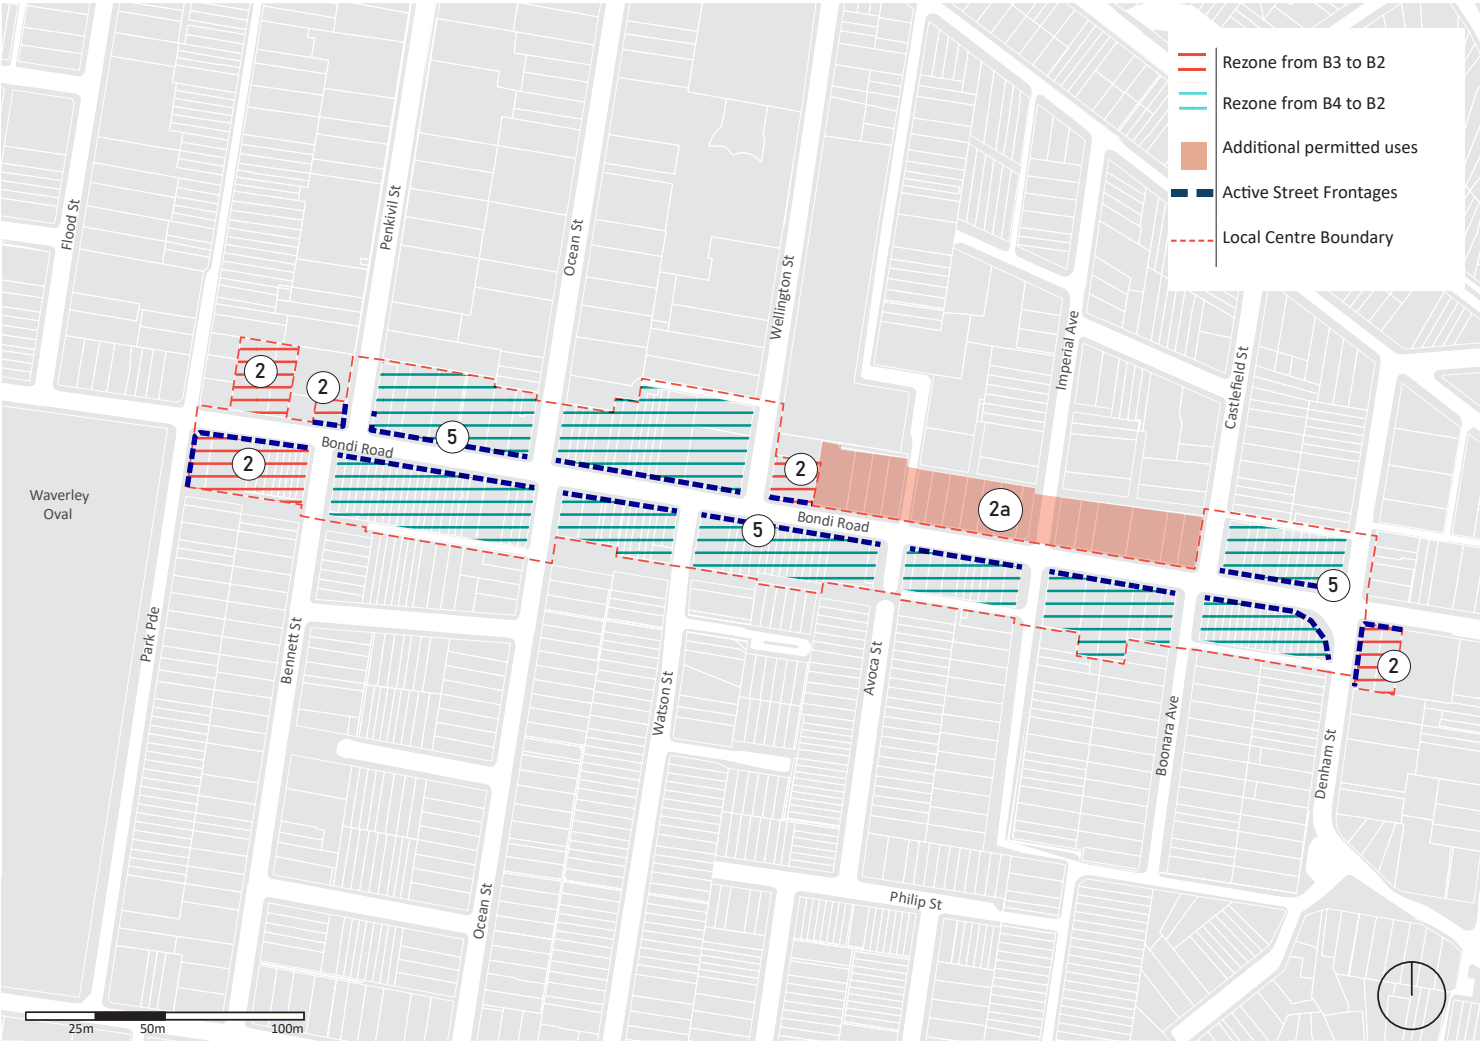 Rezone from B3 to B2
Rezone from B4 to B2
Additional permitted uses
Active Street Frontages
Local Centre Boundary
Flood St
Penkivil St
Ocean St
Wellington St
Imperial Ave
Castlefield St
2
2
2
5
Bondi Road
2
2a
5
Bondi Road
5
2
Waverley
Oval
Park Pde
Bennett St
Watson St
Avoca St
Boonara Ave
Denham St
Ocean St
Philip St
25m 50m 100m